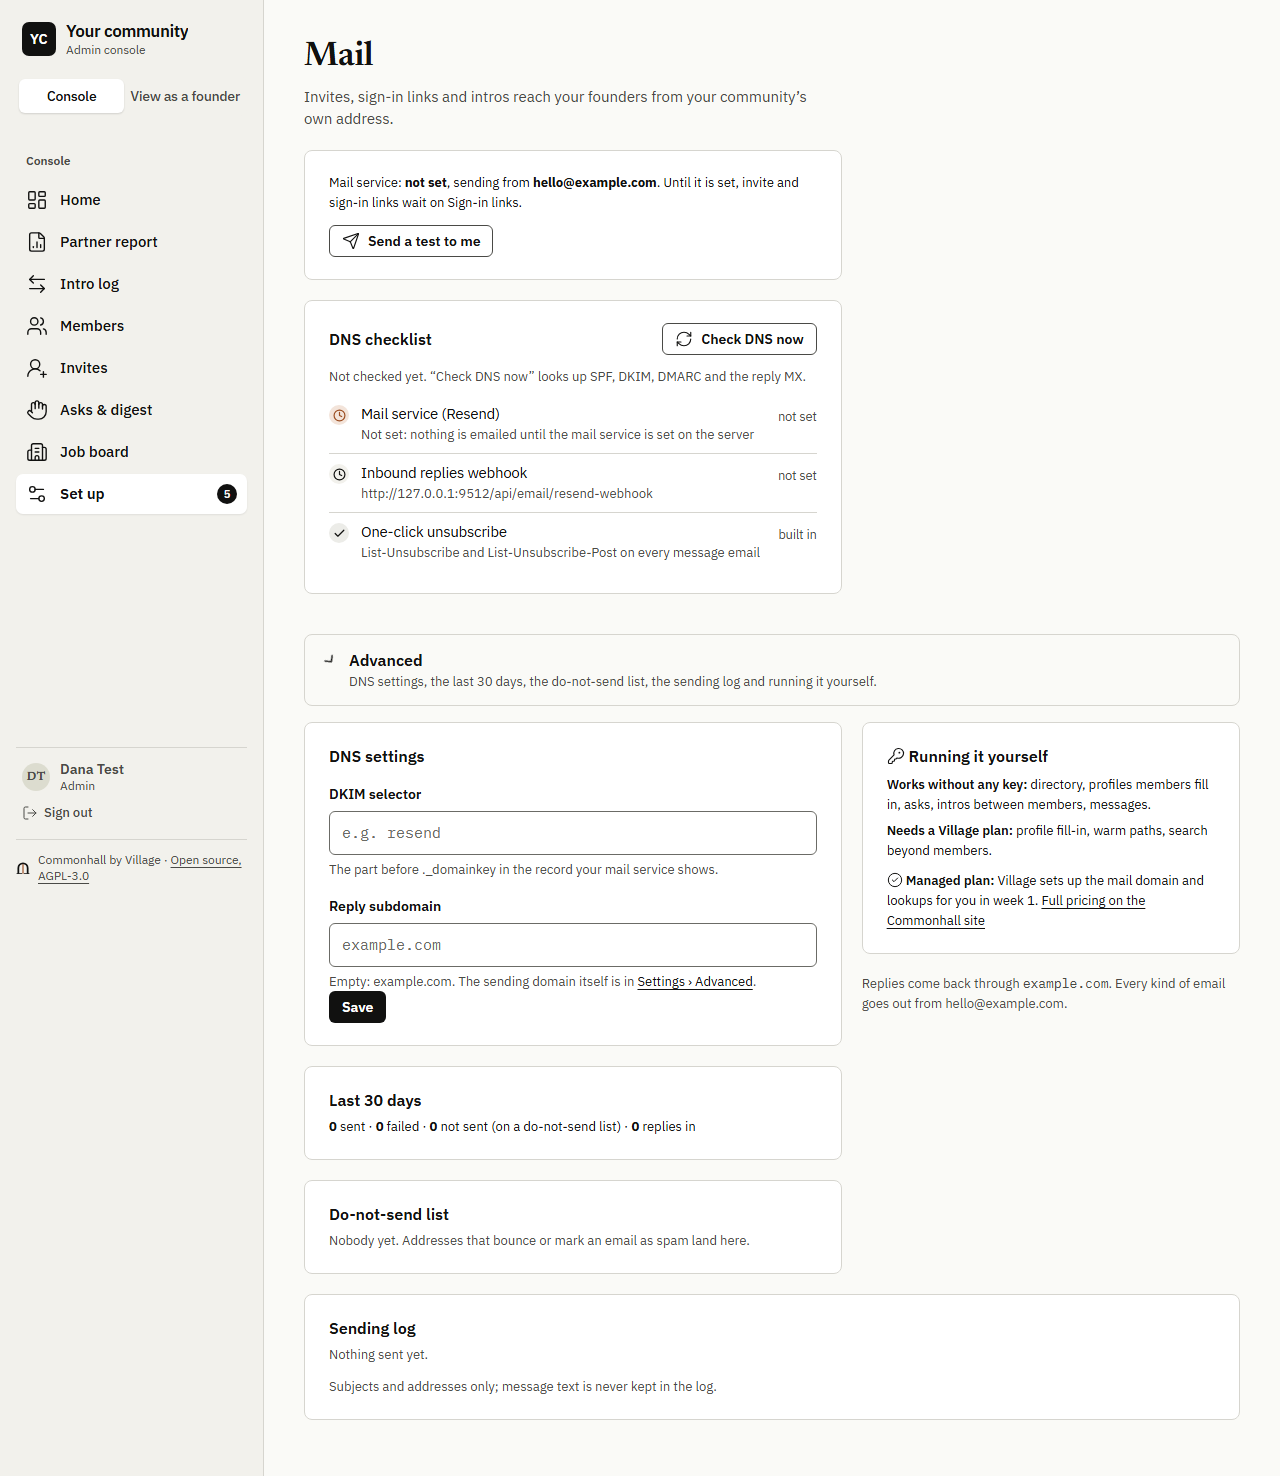 YC
Your community
Admin console
Console
View as a founder
Console
Home
Partner report
Intro log
Members
Invites
Asks & digest
Job board
Set up
5
DT
Dana Test
Admin
Sign out
Commonhall by Village · Open source,
AGPL-3.0
Mail
Invites, sign-in links and intros reach your founders from your community’s
own address.
Mail service: not set, sending from hello@example.com. Until it is set, invite and
sign-in links wait on Sign-in links.
Send a test to me
DNS checklist
Check DNS now
Not checked yet. “Check DNS now” looks up SPF, DKIM, DMARC and the reply MX.
Mail service (Resend)
not set
Not set: nothing is emailed until the mail service is set on the server
Inbound replies webhook
not set
http://127.0.0.1:9512/api/email/resend-webhook
One-click unsubscribe
built in
List-Unsubscribe and List-Unsubscribe-Post on every message email
Advanced
DNS settings, the last 30 days, the do-not-send list, the sending log and running it yourself.
DNS settings
DKIM selector
e.g. resend
The part before ._domainkey in the record your mail service shows.
Reply subdomain
example.com
Empty: example.com. The sending domain itself is in Settings › Advanced.
Save
Running it yourself
Works without any key: directory, profiles members fill
in, asks, intros between members, messages.
Needs a Village plan: profile fill-in, warm paths, search
beyond members.
Managed plan: Village sets up the mail domain and
lookups for you in week 1. Full pricing on the
Commonhall site
Replies come back through example.com. Every kind of email
goes out from hello@example.com.
Last 30 days
0 sent · 0 failed · 0 not sent (on a do-not-send list) · 0 replies in
Do-not-send list
Nobody yet. Addresses that bounce or mark an email as spam land here.
Sending log
Nothing sent yet.
Subjects and addresses only; message text is never kept in the log.